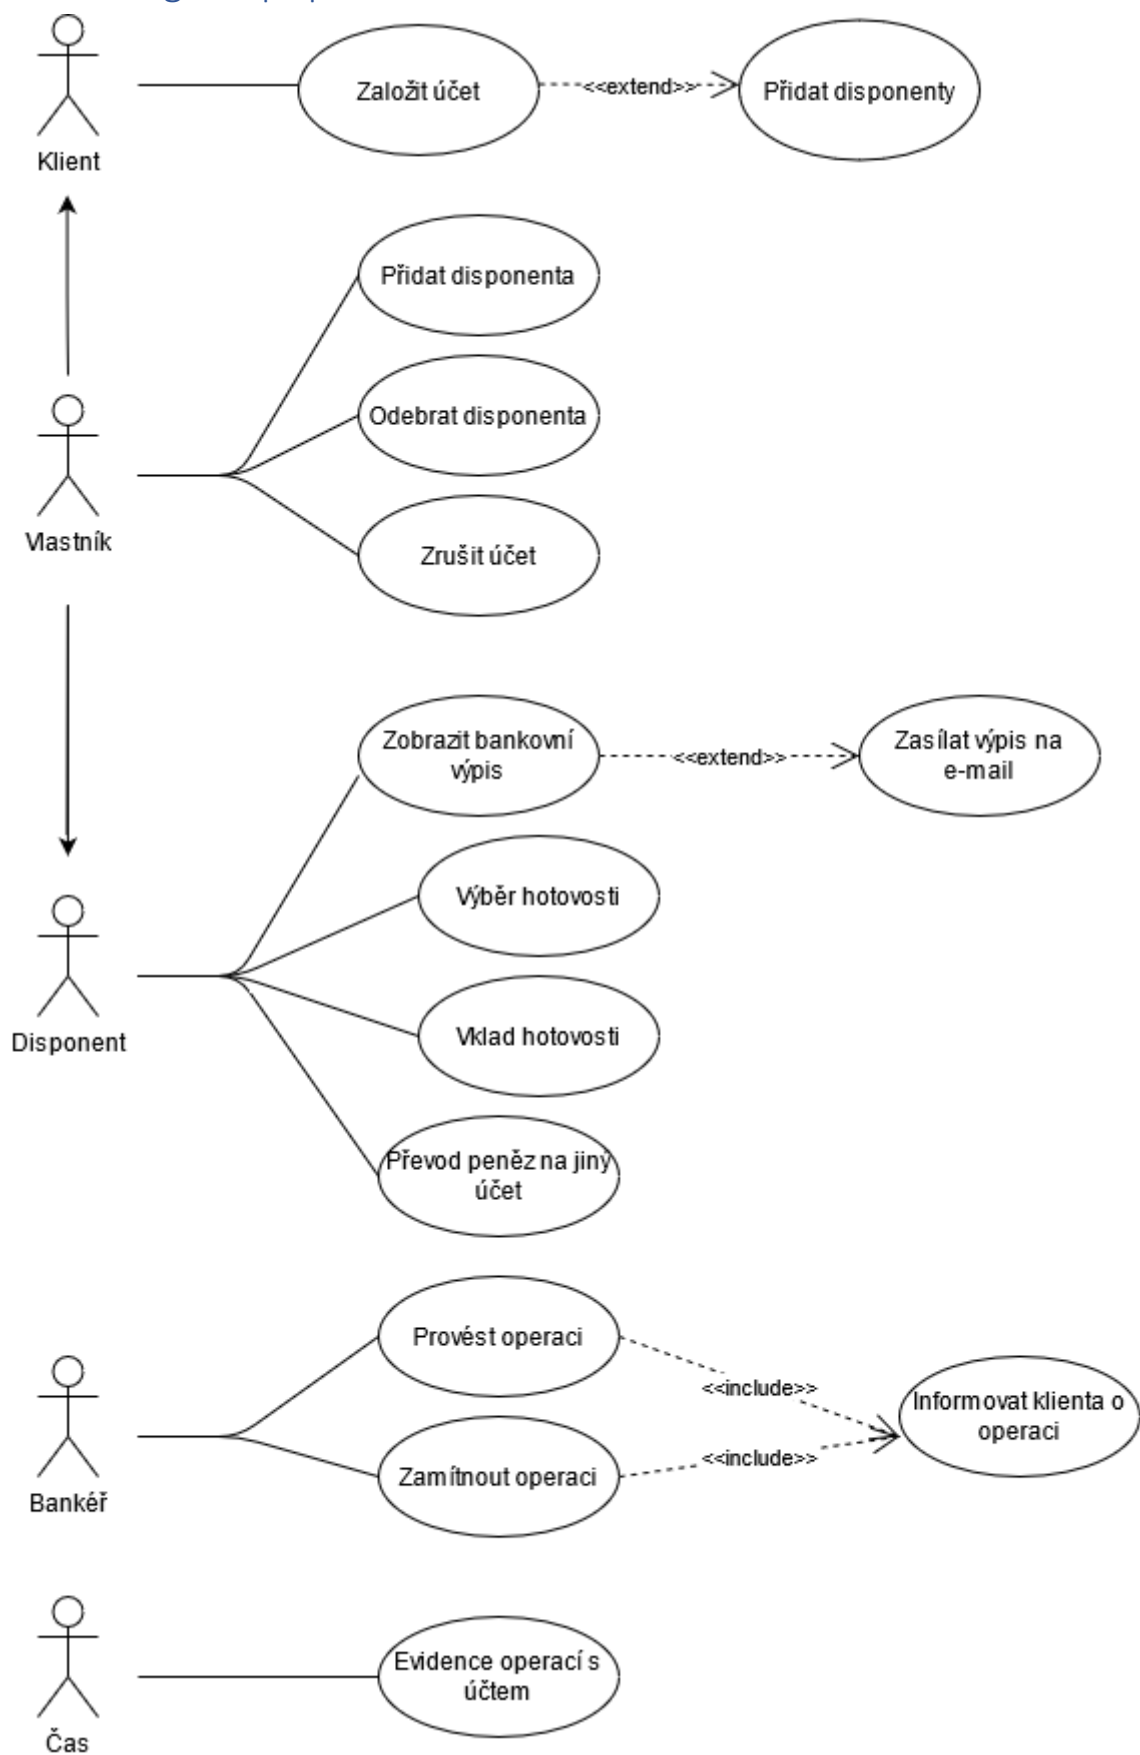 Založit účet
<<extend>>
Přidat disponenty
Klient
Přidat disponenta
Odebrat disponenta
Vlastník
Zrušit účet
Zobrazit bankovní
výpis
<<extend>>
Zasílat výpis na
e-mail
Výběr hotovosti
Vklad hotovosti
Disponent
Převod peněz na jiný
účet
Provést operaci
<<include>>
Informovat klienta o
operaci
Zamítnout operaci
<<include>>
Bankéř
Evidence operací s
účtem
Čas